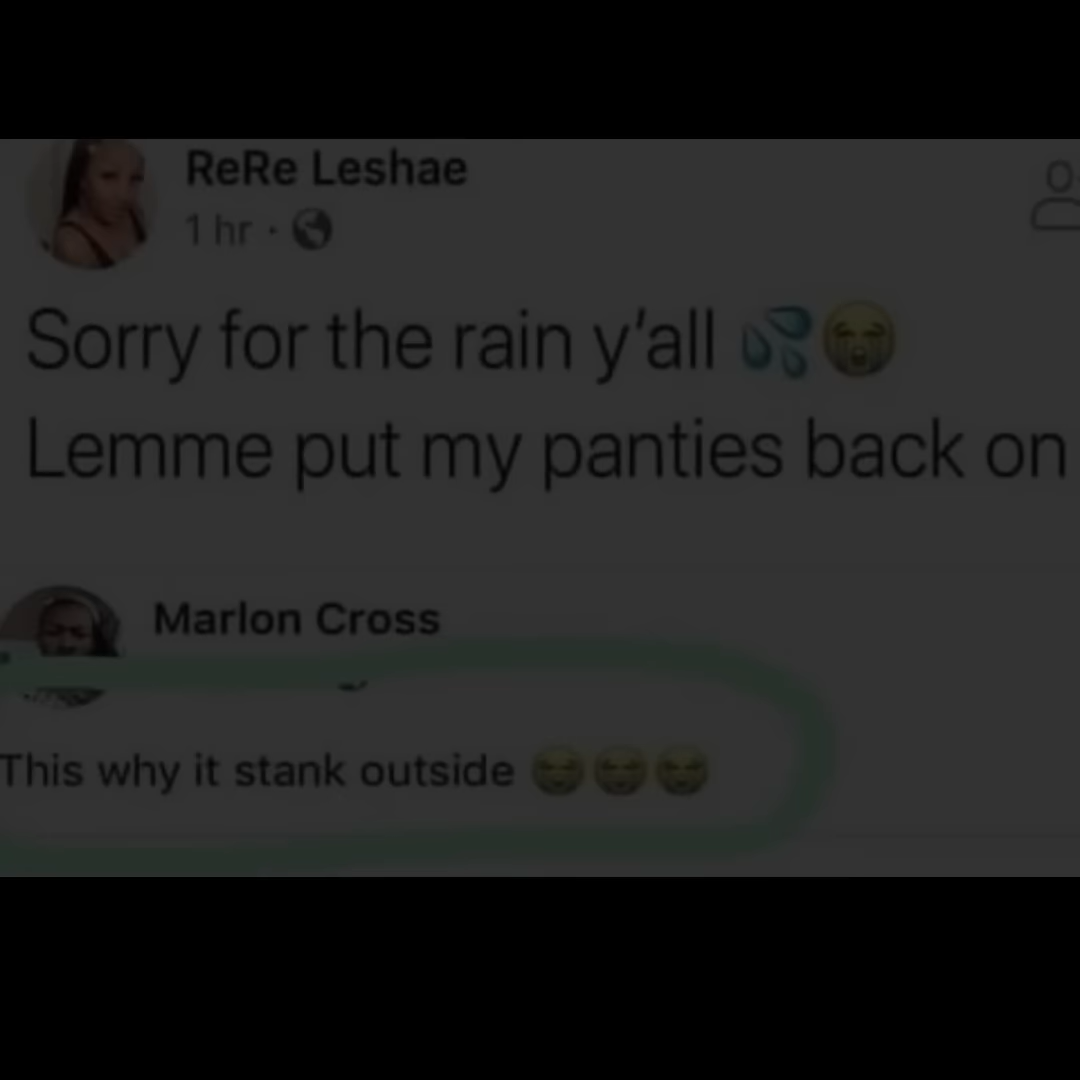 ReRe Leshae
1 hr ·
Sorry for the rain y'all 💦😭
Lemme put my panties back on
Marlon Cross
This why it stank outside 😂😂😂